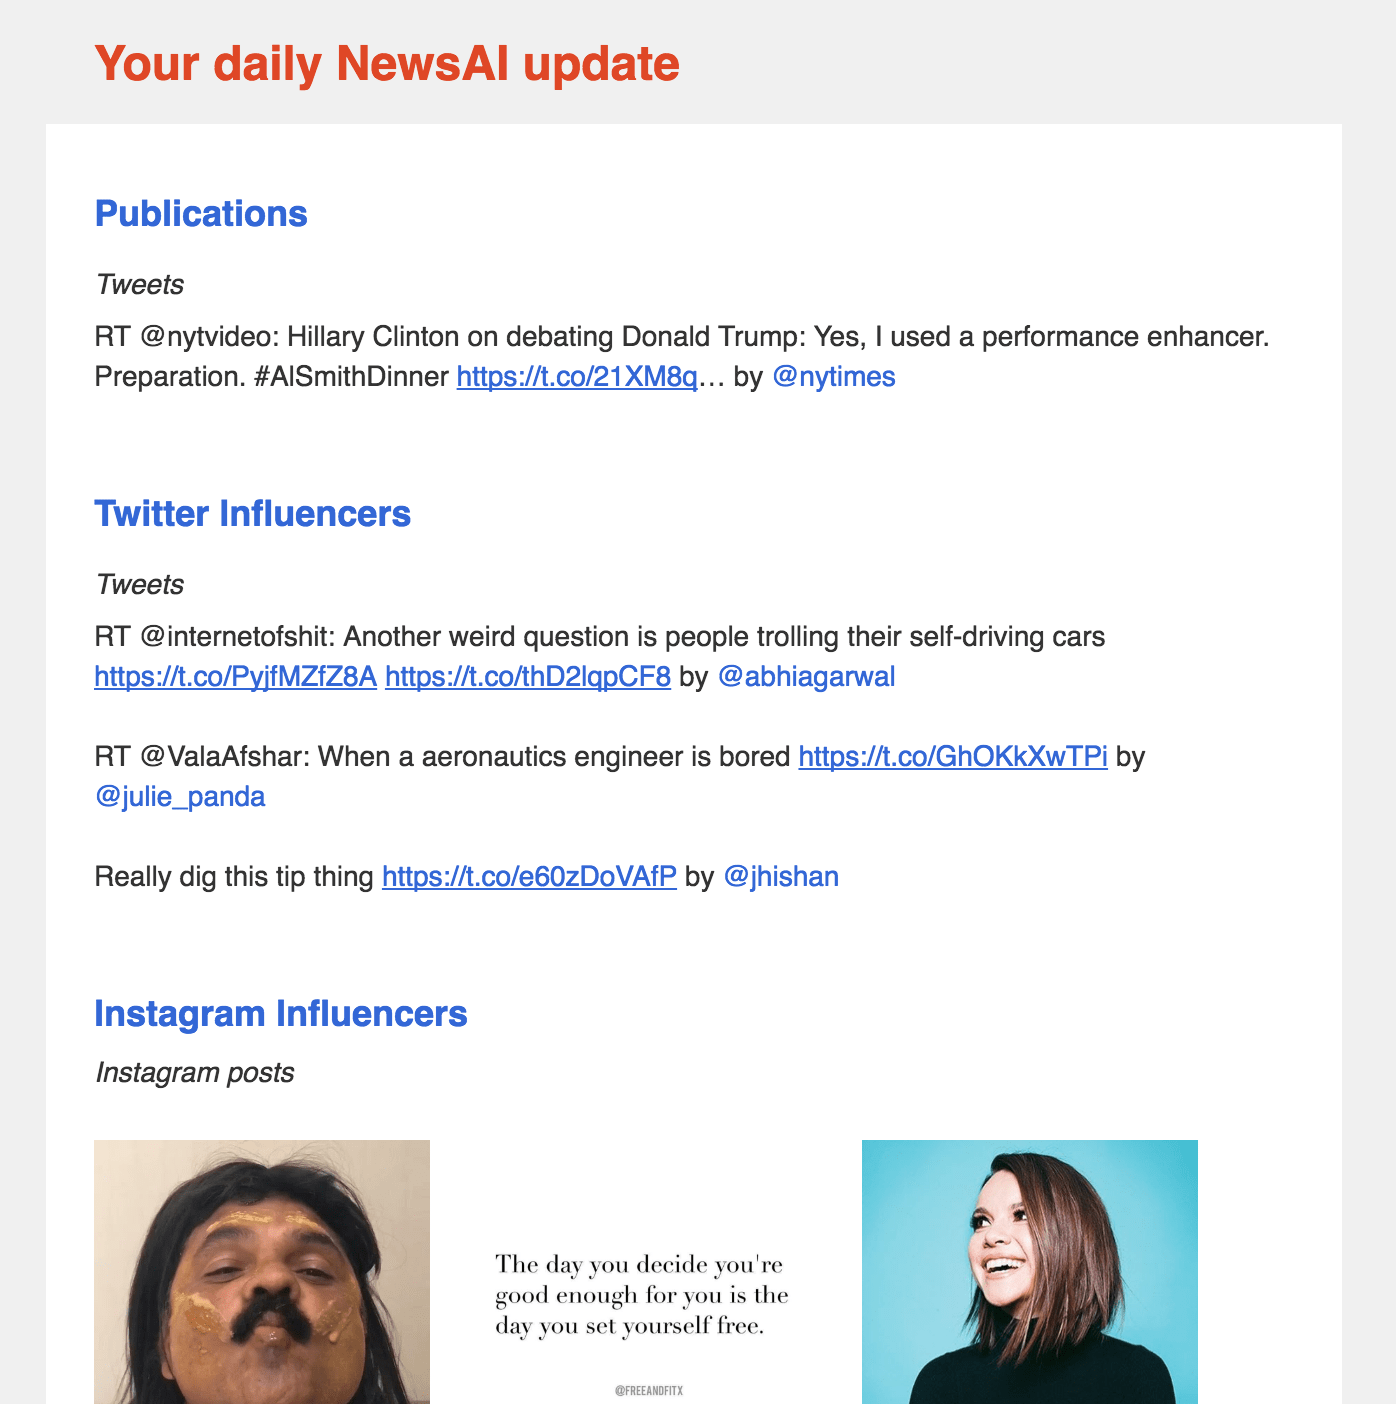 Your daily NewsAI update
Publications
Tweets
RT @nytvideo: Hillary Clinton on debating Donald Trump: Yes, I used a performance enhancer.
Preparation. #AlSmithDinner https://t.co/21XM8q… by @nytimes
Twitter Influencers
Tweets
RT @internetofshit: Another weird question is people trolling their self-driving cars
https://t.co/PyjfMZfZ8A https://t.co/thD2lqpCF8 by @abhiagarwal
RT @ValaAfshar: When a aeronautics engineer is bored https://t.co/GhOKkXwTPi by
@julie_panda
Really dig this tip thing https://t.co/e60zDoVAfP by @jhishan
Instagram Influencers
Instagram posts
The day you decide you're
good enough for you is the
day you set yourself free.
@FREEANDFITX